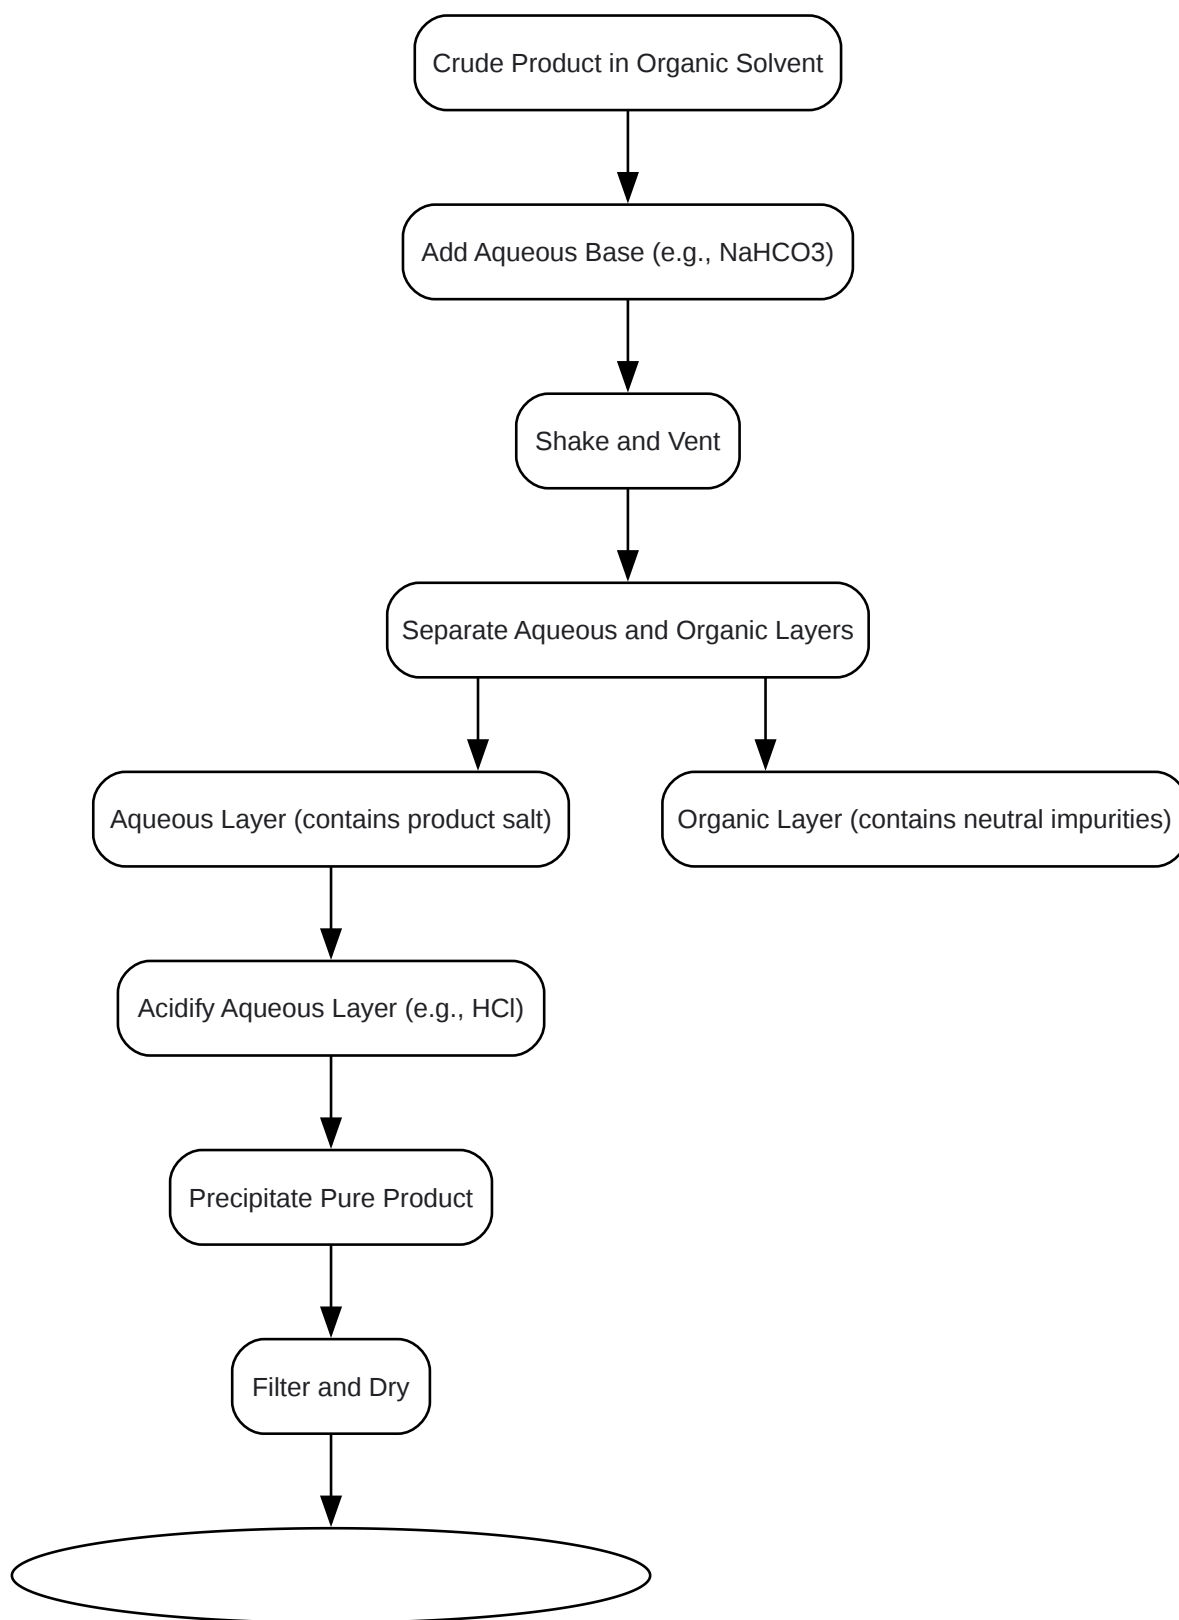 Crude Product in Organic Solvent
Add Aqueous Base (e.g., NaHCO3)
Shake and Vent
Separate Aqueous and Organic Layers
Aqueous Layer (contains product salt)
Organic Layer (contains neutral impurities)
Acidify Aqueous Layer (e.g., HCl)
Precipitate Pure Product
Filter and Dry